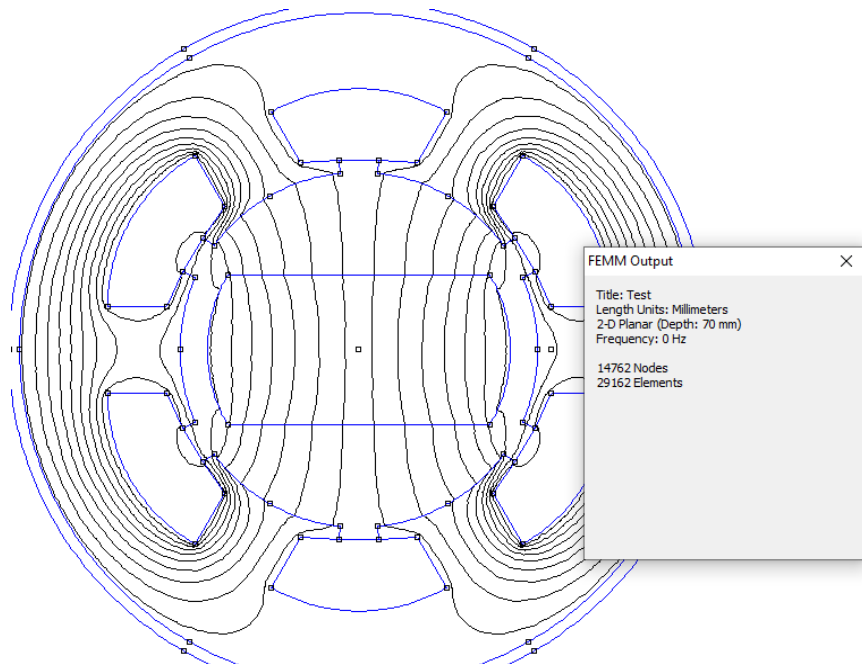 FEMM Output
Title: Test
Length Units: Millimeters
2-D Planar (Depth: 70 mm)
Frequency: 0 Hz
14762 Nodes
29162 Elements